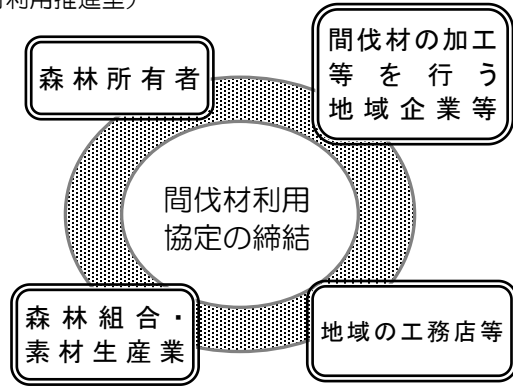 利用推進室）
森林所有者
間伐材の加工
等を行う
地域企業等
間伐材利用
協定の締結
森林組合・
素材生産業
地域の工務店等